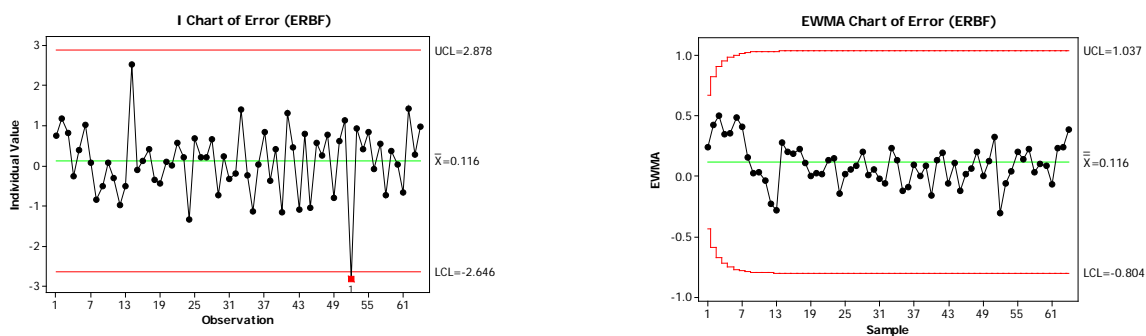 I Chart of Error (ERBF)
3
2
1
0
-1
-2
-3
Individual Value
UCL=2.878
X̅=0.116
LCL=-2.646
1
1 7 13 19 25 31 37 43 49 55 61
Observation
EWMA Chart of Error (ERBF)
1.0
0.5
0.0
-0.5
-1.0
EWMA
UCL=1.037
X̿=0.116
LCL=-0.804
1 7 13 19 25 31 37 43 49 55 61
Sample